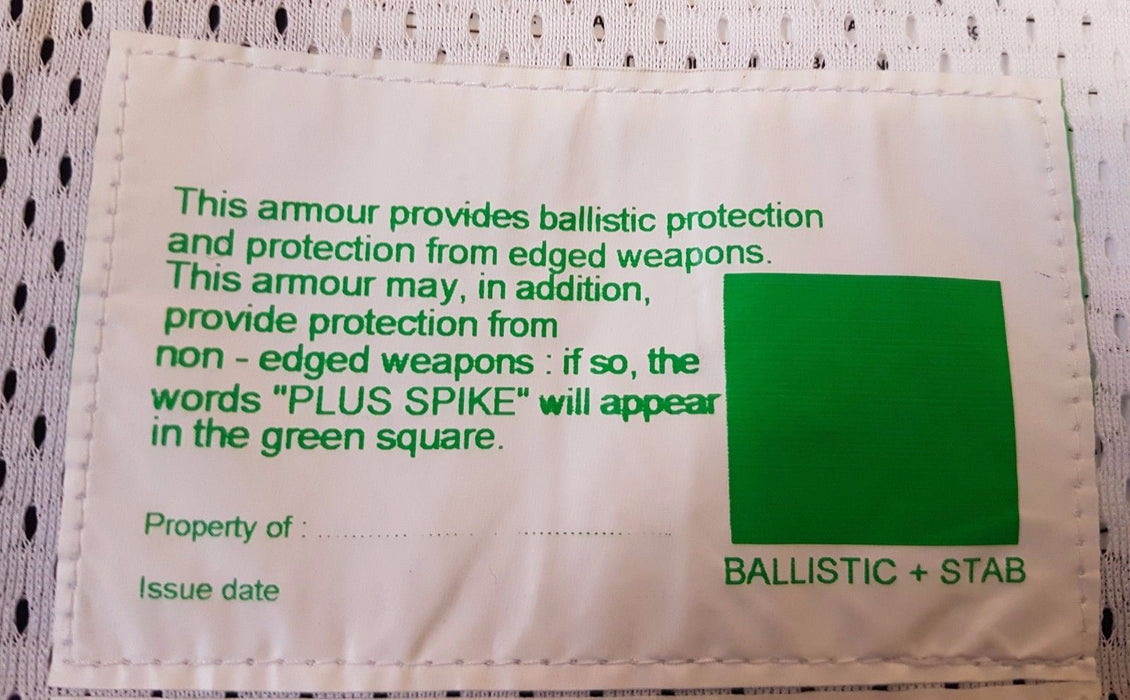 This armour provides ballistic protection
and protection from edged weapons.
This armour may, in addition,
provide protection from
non - edged weapons : if so, the
words "PLUS SPIKE" will appear
in the green square.
Property of : ..............................
Issue date
BALLISTIC + STAB